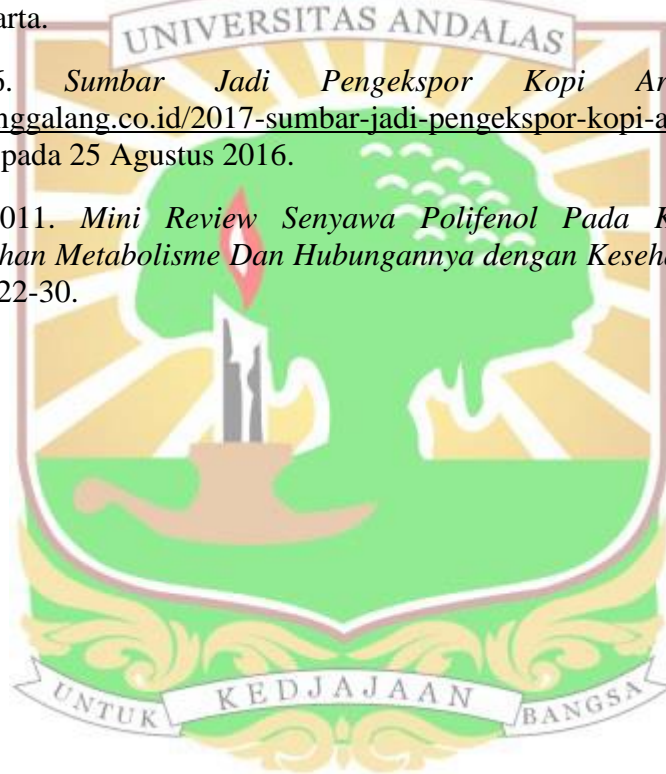 arta.
UNIVERSITAS ANDALAS
6. Sumbar Jadi Pengekspor Kopi Ar
nggalang.co.id/2017-sumbar-jadi-pengekspor-kopi-a
pada 25 Agustus 2016.
011. Mini Review Senyawa Polifenol Pada K
han Metabolisme Dan Hubungannya dengan Keseha
22-30.
UNTUK KEDJAJAAN BANGSA